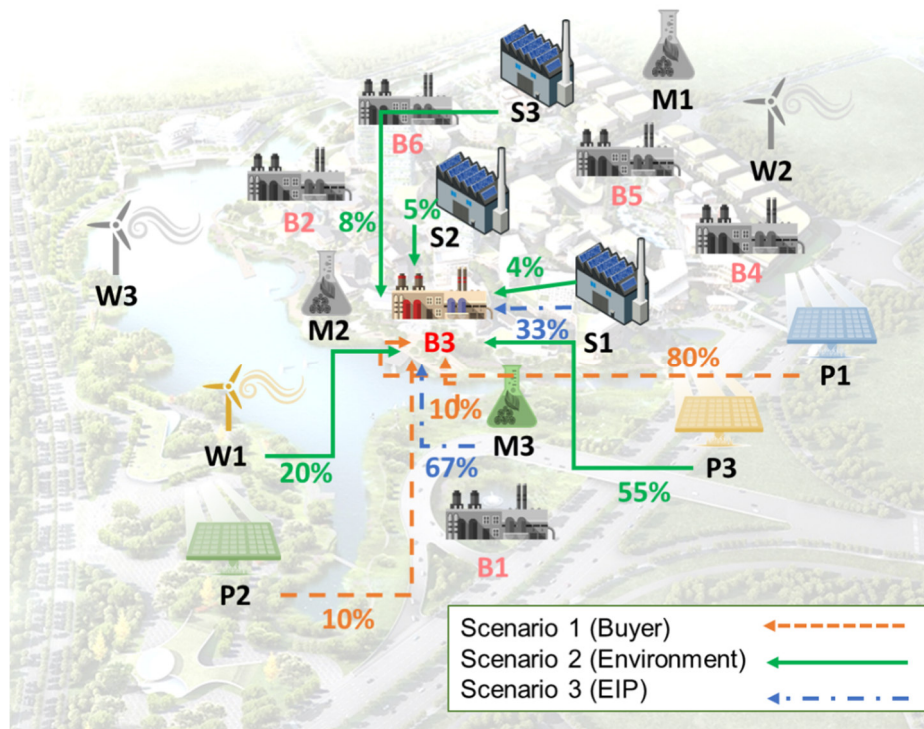 S3
M1
B6
W2
B5
B2
5%
S2
8%
B4
4%
W3
M2
33%
S1
B3
80%
P1
10%
M3
W1
67%
P3
20%
55%
B1
P2
10%
Scenario 1 (Buyer)
Scenario 2 (Environment)
Scenario 3 (EIP)